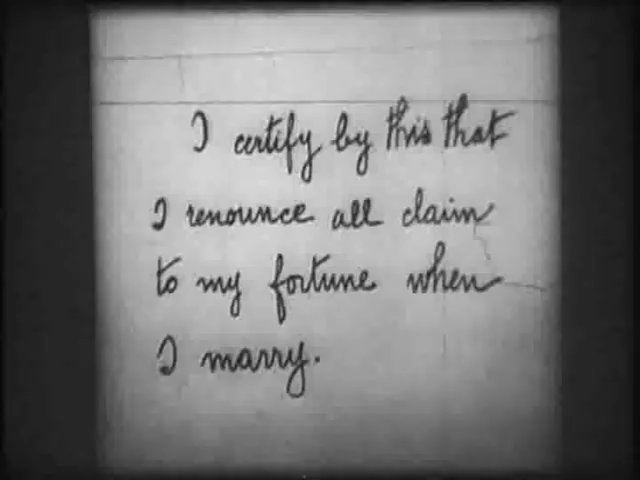 I certify by this that
I renounce all claim
to my fortune when
I marry.